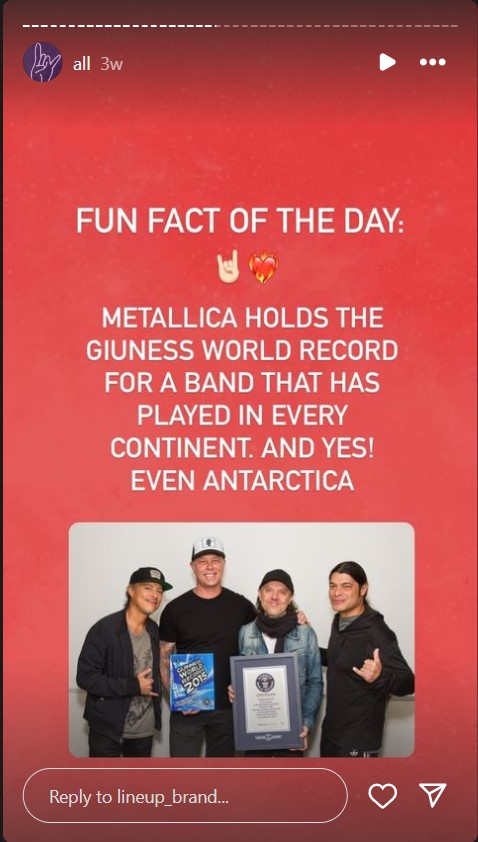 all 3w
FUN FACT OF THE DAY:
🤘🏻❤️‍🔥
METALLICA HOLDS THE
GIUNESS WORLD RECORD
FOR A BAND THAT HAS
PLAYED IN EVERY
CONTINENT. AND YES!
EVEN ANTARCTICA
GUINNESS
WORLD
RECORDS
2015
Reply to lineup_brand...